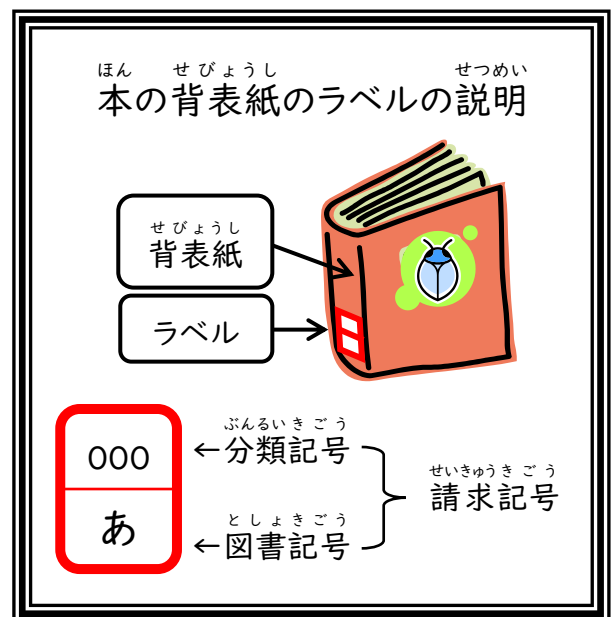 ほん せびょうし せつめい
本の背表紙のラベルの説明
せびょうし
背表紙
ラベル
ぶんるいきごう
000 ←分類記号
せいきゅうきごう
請求記号
としょきごう
あ ←図書記号